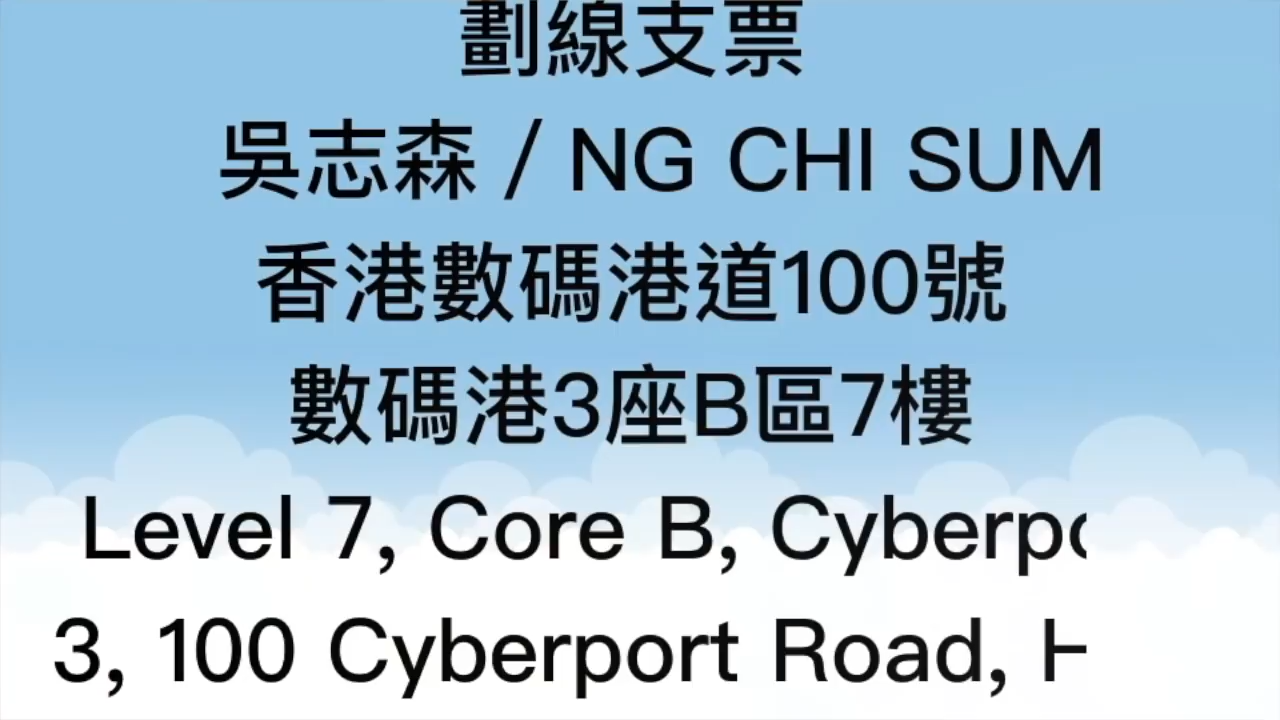 劃線支票
吳志森 / NG CHI SUM
香港數碼港道100號
數碼港3座B區7樓
Level 7, Core B,
3, 100 Cyberport Road,